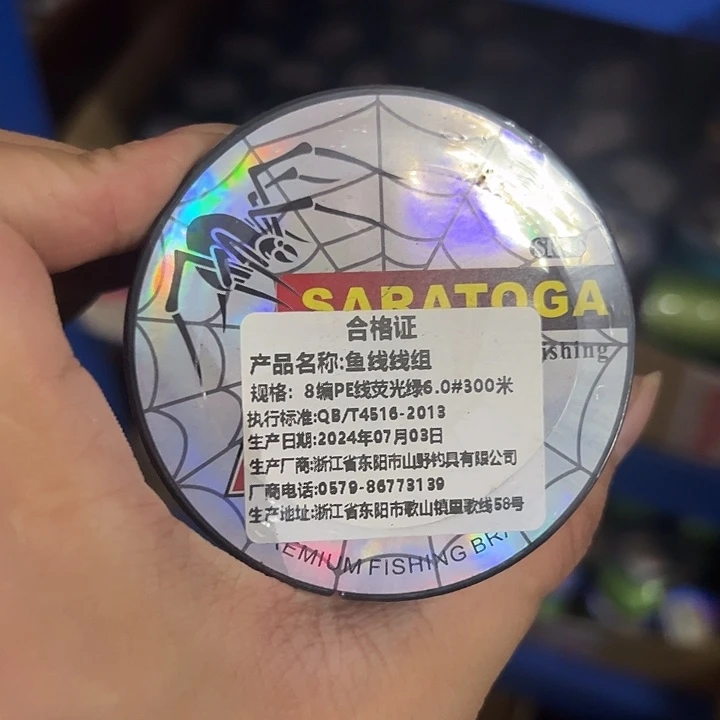 SARATOGA
ishing
合格证
产品名称:鱼线线组
规格: 8编PE线荧光绿6.0#300米
执行标准:QB/T4516-2013
生产日期:2024年07月03日
生产厂商:浙江省东阳市山野钓具有限公司
厂商电话:0579-86773139
生产地址:浙江省东阳市歌山镇里歌线58号
EMIUM FISHING BR